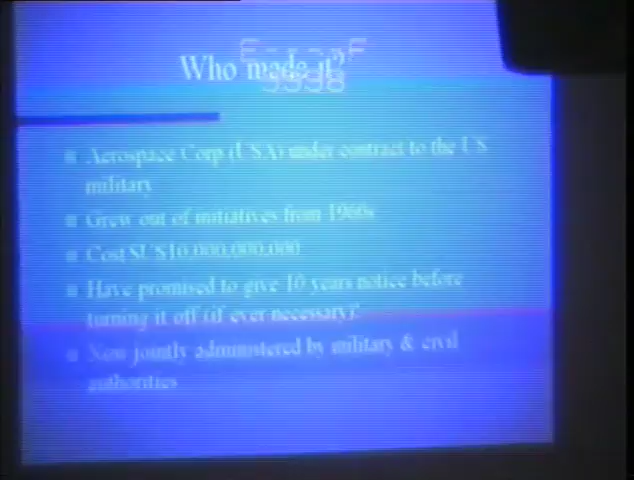 Who made it?
Aerospace Corp (USA) under contract to the US
military
Grew out of initiatives from 1960s
Cost $US10,000,000,000
Have promised to give 10 years notice before
turning it off (if ever necessary)!
Now jointly administered by military & civil
authorities